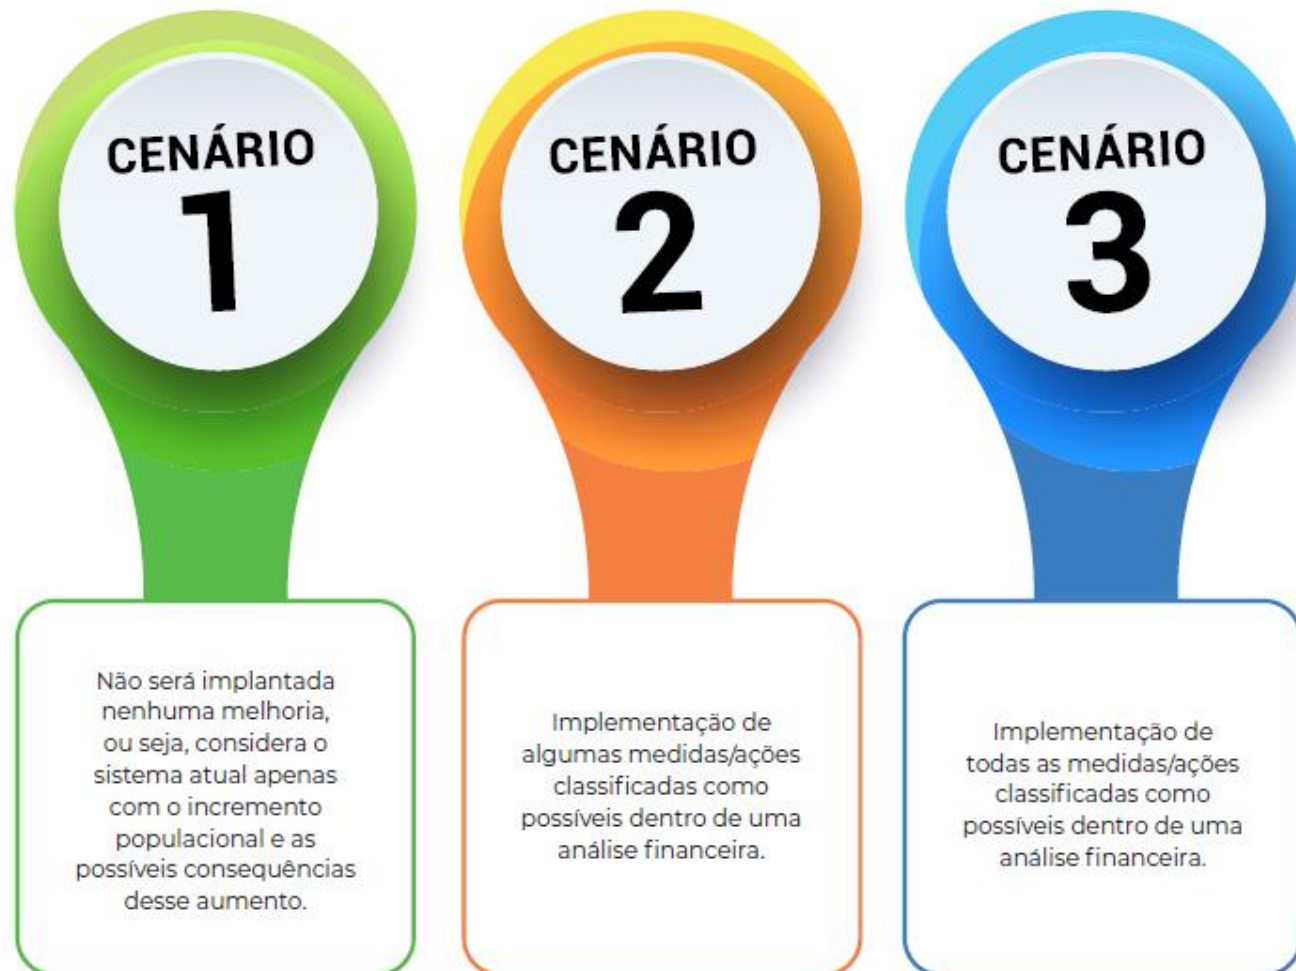 CENÁRIO
1
Não será implantada
nenhuma melhoria,
ou seja, considera o
sistema atual apenas
com o incremento
populacional e as
possíveis consequências
desse aumento.
CENÁRIO
2
Implementação de
algumas medidas/ações
classificadas como
possíveis dentro de uma
análise financeira.
CENÁRIO
3
Implementação de
todas as medidas/ações
classificadas como
possíveis dentro de uma
análise financeira.